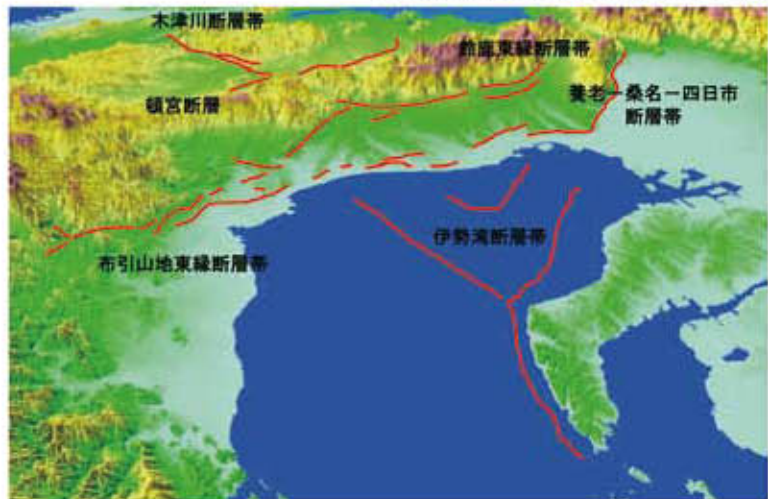 木津川断層帯
鈴鹿東縁断層帯
頓宮断層
養老ー桑名ー四日市
断層帯
伊勢湾断層帯
布引山地東縁断層帯